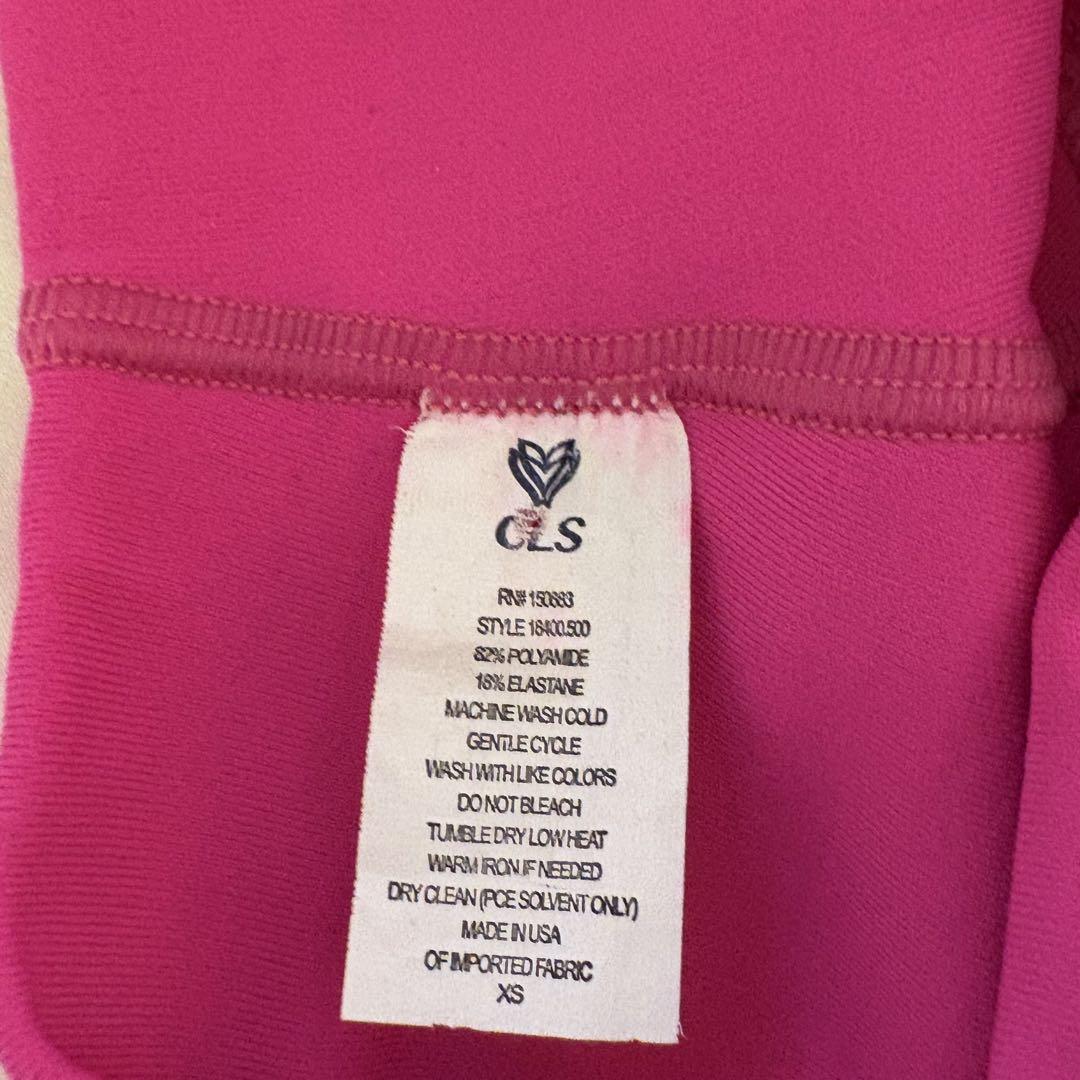 CLS
RN# 150883
STYLE 18400.500
82% POLYAMIDE
18% ELASTANE
MACHINE WASH COLD
GENTLE CYCLE
WASH WITH LIKE COLORS
DO NOT BLEACH
TUMBLE DRY LOW HEAT
WARM IRON IF NEEDED
DRY CLEAN (PCE SOLVENT ONLY)
MADE IN USA
OF IMPORTED FABRIC
XS